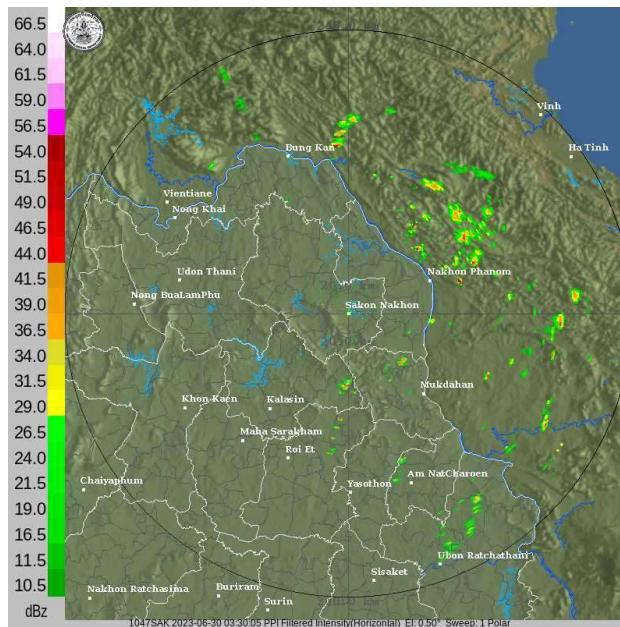 66.5
64.0
61.5
59.0
56.5
54.0
51.5
49.0
46.5
44.0
41.5
39.0
36.5
34.0
31.5
29.0
26.5
24.0
21.5
19.0
16.5
11.5
10.5
dBz
Vinh
Ha Tinh
Bung Kan
Vientiane
Nong Khai
Udon Thani
Nakhon Phanom
Nong BuaLamPhu
Sakon Nakhon
Mukdahan
Khon Kaen
Kalasin
Maha Sarakham
Roi Et
Chaiyaphum
Yasothon
Am NatCharoen
Ubon Ratchathani
Sisaket
Nakhon Ratchasima
Buriram
Surin
1047SAK 2023-06-30 03:30:05 PPI Filtered Intensity(Horizontal) El: 0.50° Sweep: 1 Polar